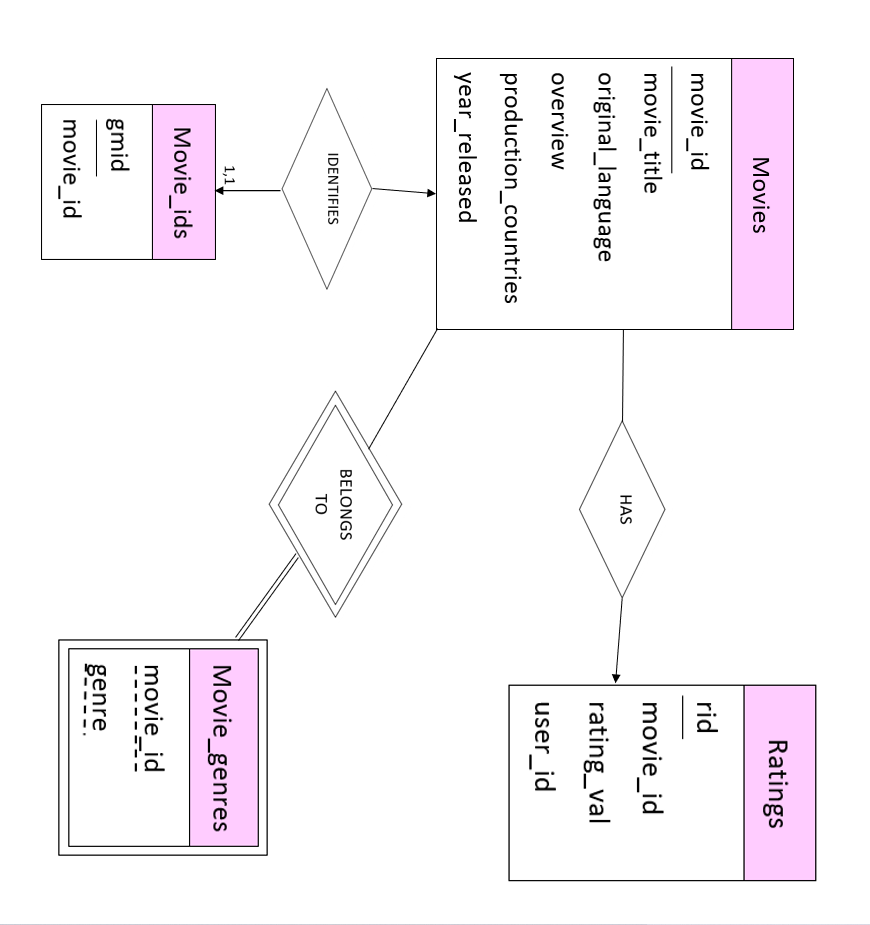 Movie_ids
gmid
movie_id
1,1
IDENTIFIES
Movies
movie_id
movie_title
original_language
overview
production_countries
year_released
BELONGS
TO
HAS
Movie_genres
movie_id
genre
Ratings
rid
movie_id
rating_val
user_id